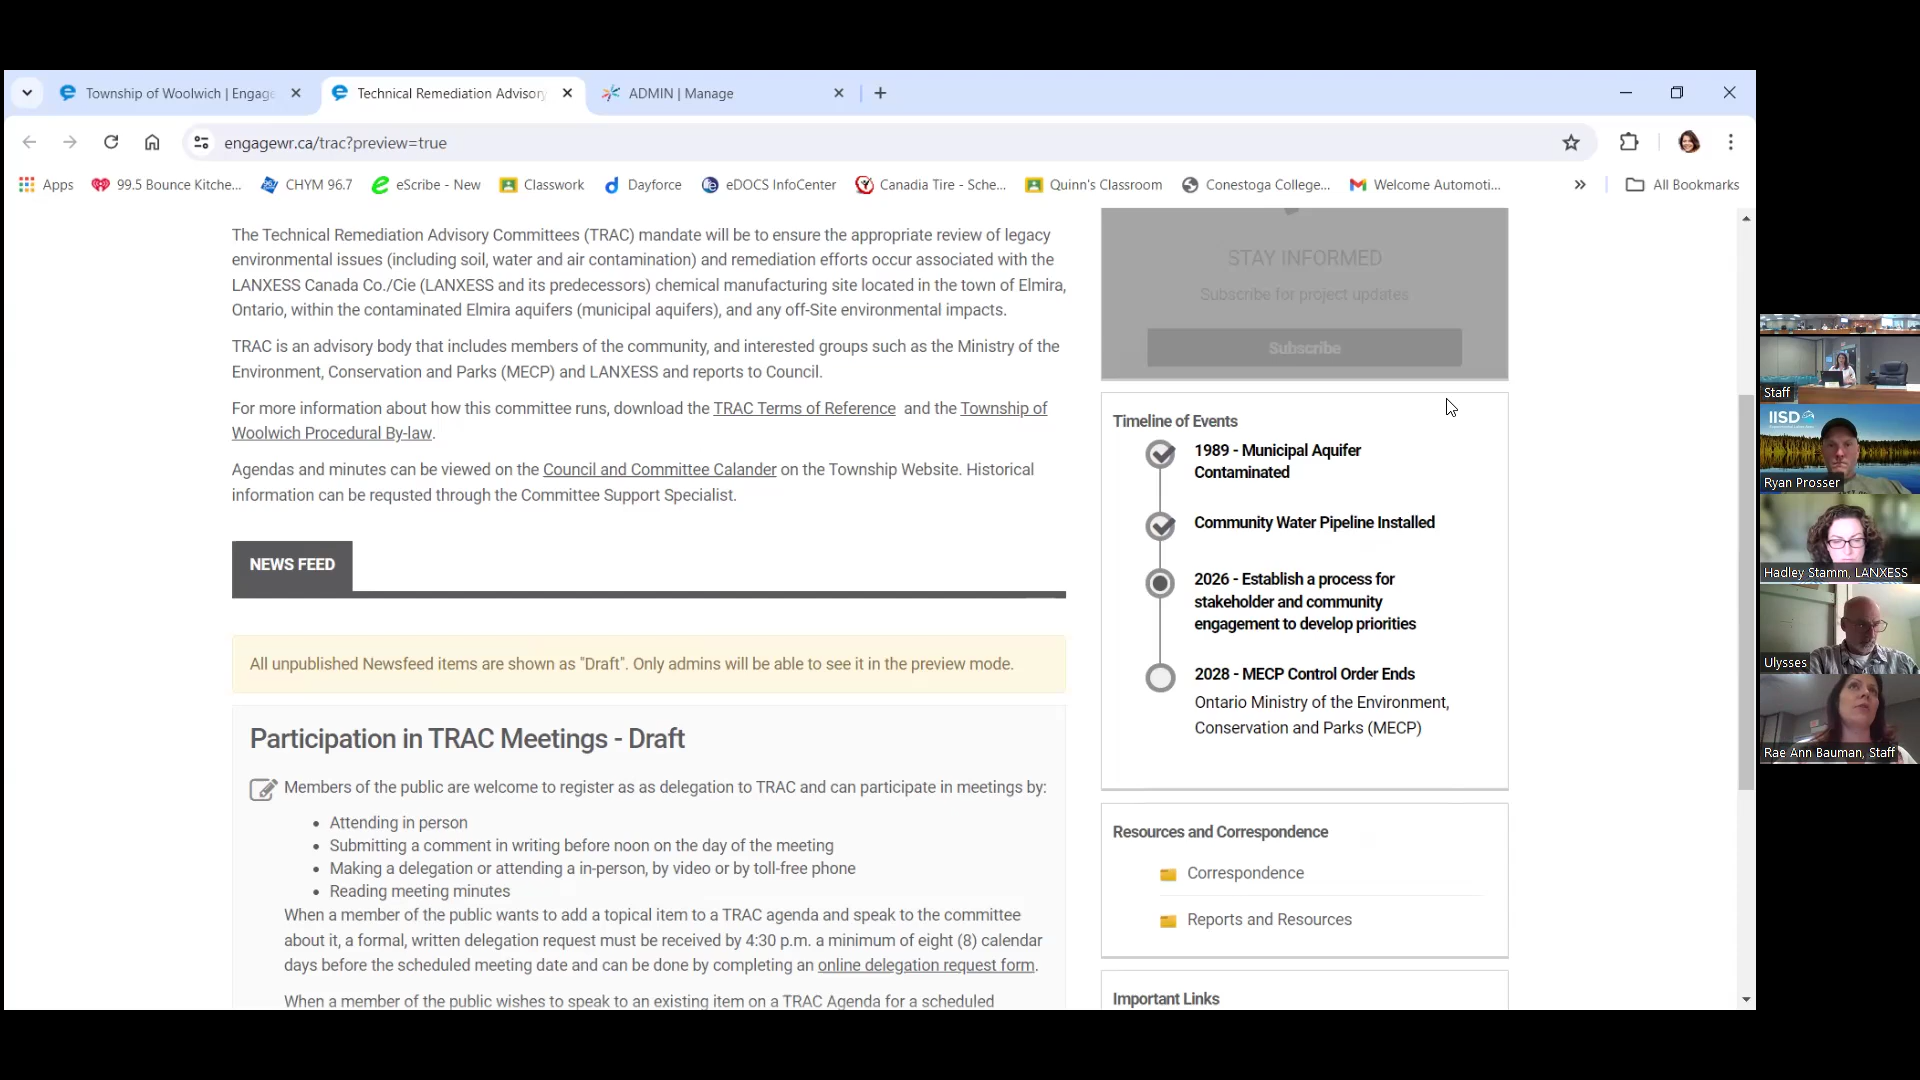 Township of Woolwich | Engage
Technical Remediation Advisory
ADMIN | Manage
engagewr.ca/trac?preview=true
Apps
99.5 Bounce Kitche...
CHYM 96.7
eScribe - New
Classwork
Dayforce
eDOCS InfoCenter
Canadia Tire - Sche...
Quinn's Classroom
Conestoga College...
Welcome Automoti...
All Bookmarks
The Technical Remediation Advisory Committees (TRAC) mandate will be to ensure the appropriate review of legacy
environmental issues (including soil, water and air contamination) and remediation efforts occur associated with the
LANXESS Canada Co./Cie (LANXESS and its predecessors) chemical manufacturing site located in the town of Elmira,
Ontario, within the contaminated Elmira aquifers (municipal aquifers), and any off-Site environmental impacts.
TRAC is an advisory body that includes members of the community, and interested groups such as the Ministry of the
Environment, Conservation and Parks (MECP) and LANXESS and reports to Council.
For more information about how this committee runs, download the TRAC Terms of Reference and the Township of
Woolwich Procedural By-law.
Agendas and minutes can be viewed on the Council and Committee Calander on the Township Website. Historical
information can be requsted through the Committee Support Specialist.
NEWS FEED
All unpublished Newsfeed items are shown as "Draft". Only admins will be able to see it in the preview mode.
Participation in TRAC Meetings - Draft
Members of the public are welcome to register as as delegation to TRAC and can participate in meetings by:
• Attending in person
• Submitting a comment in writing before noon on the day of the meeting
• Making a delegation or attending a in-person, by video or by toll-free phone
• Reading meeting minutes
When a member of the public wants to add a topical item to a TRAC agenda and speak to the committee
about it, a formal, written delegation request must be received by 4:30 p.m. a minimum of eight (8) calendar
days before the scheduled meeting date and can be done by completing an online delegation request form.
When a member of the public wishes to speak to an existing item on a TRAC Agenda for a scheduled
STAY INFORMED
Subscribe for project updates
Subscribe
Timeline of Events
1989 - Municipal Aquifer
Contaminated
Community Water Pipeline Installed
2026 - Establish a process for
stakeholder and community
engagement to develop priorities
2028 - MECP Control Order Ends
Ontario Ministry of the Environment,
Conservation and Parks (MECP)
Resources and Correspondence
Correspondence
Reports and Resources
Important Links
Staff
IISD
Ryan Prosser
Hadley Stamm, LANXESS
Ulysses
Rae Ann Bauman, Staff